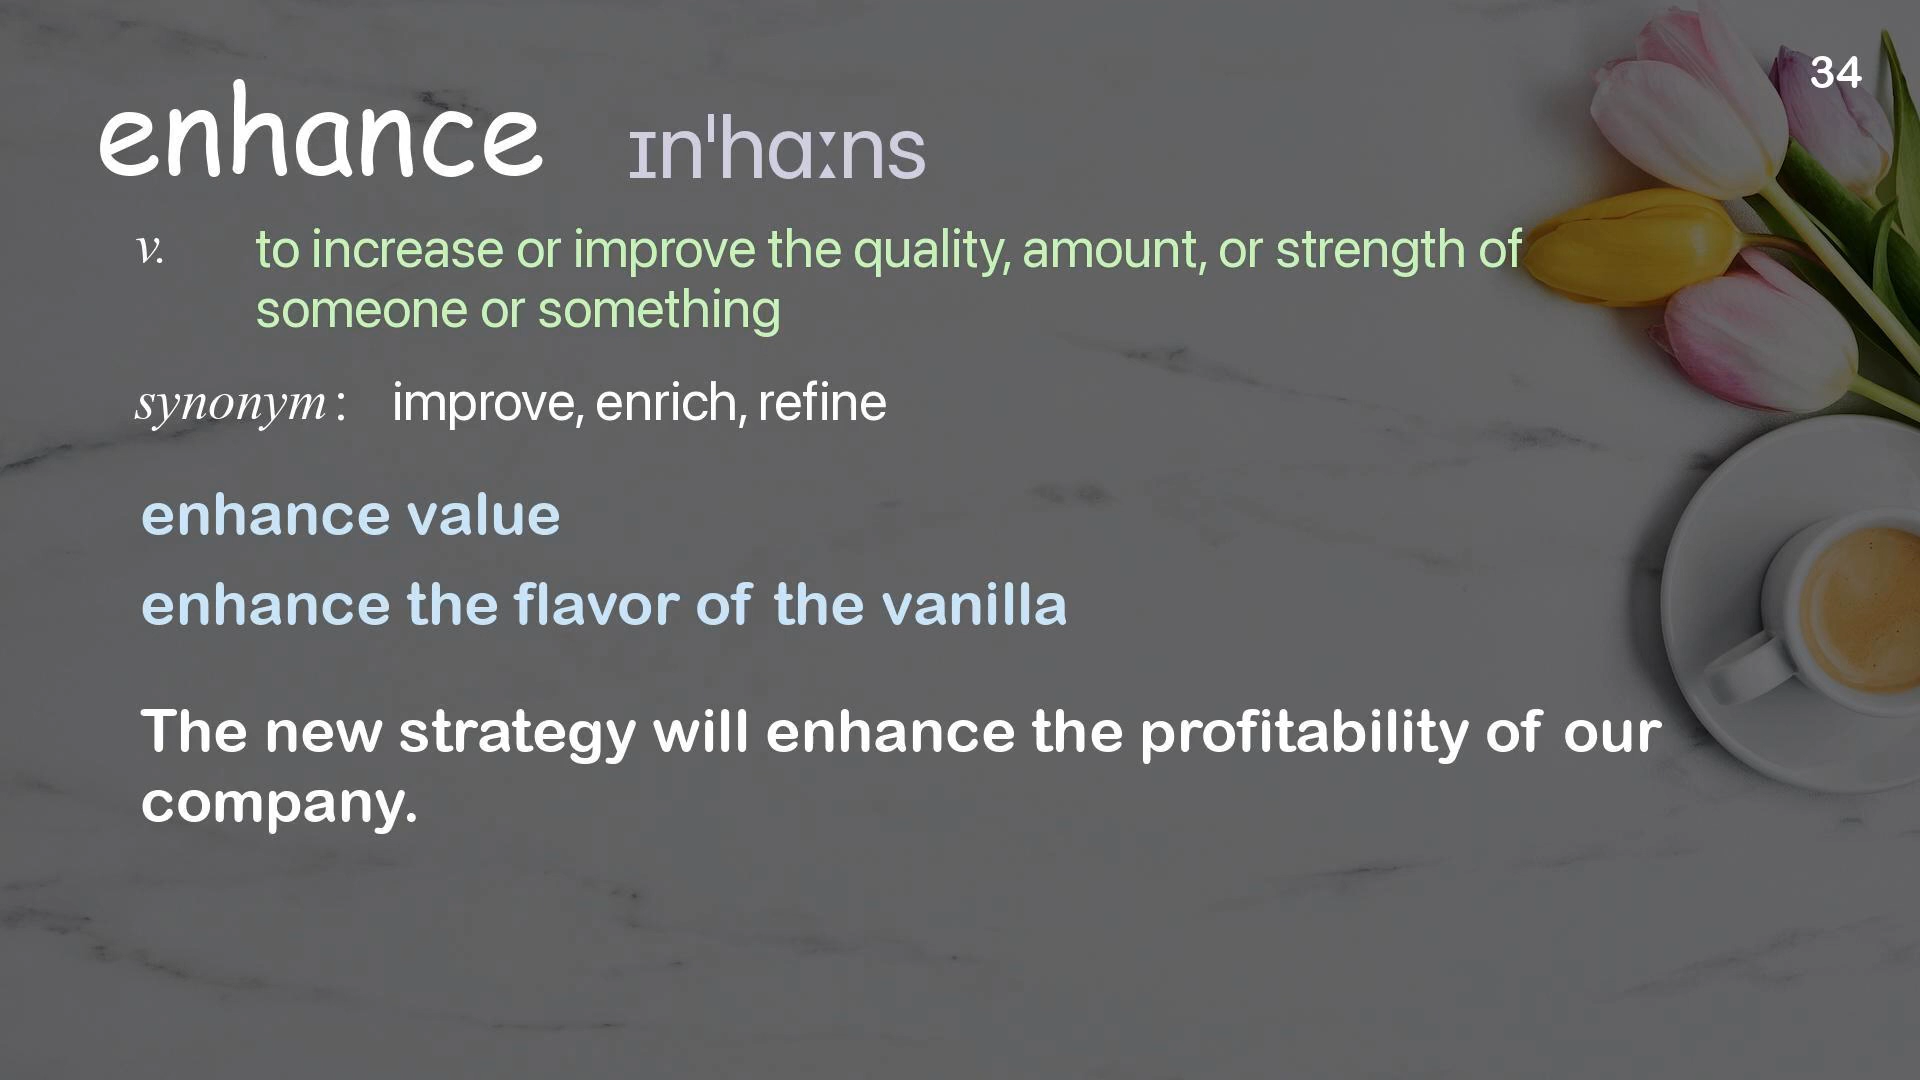 34
enhance ɪnˈhɑːns
v. to increase or improve the quality, amount, or strength of
someone or something
synonym: improve, enrich, refine
enhance value
enhance the flavor of the vanilla
The new strategy will enhance the profitability of our
company.